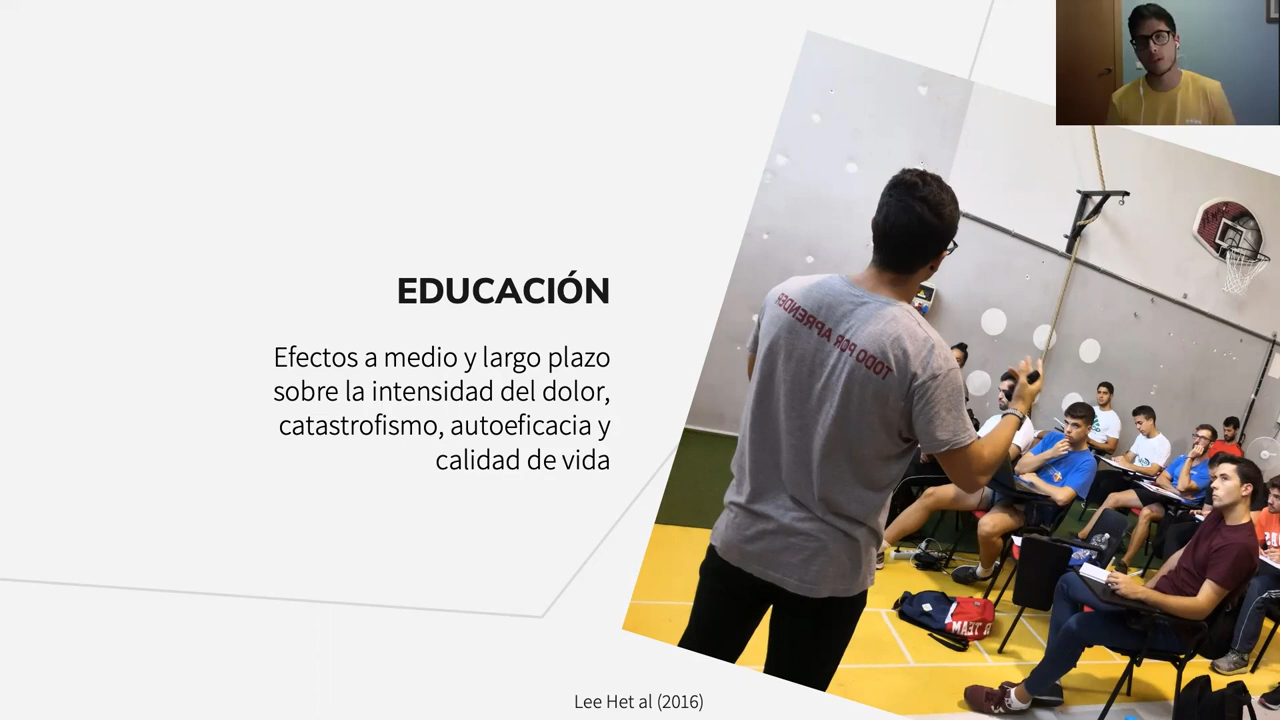 EDUCACIÓN
Efectos a medio y largo plazo
sobre la intensidad del dolor,
catastrofismo, autoeficacia y
calidad de vida
TODO POR APRENDER
TEAM
Lee Het al (2016)